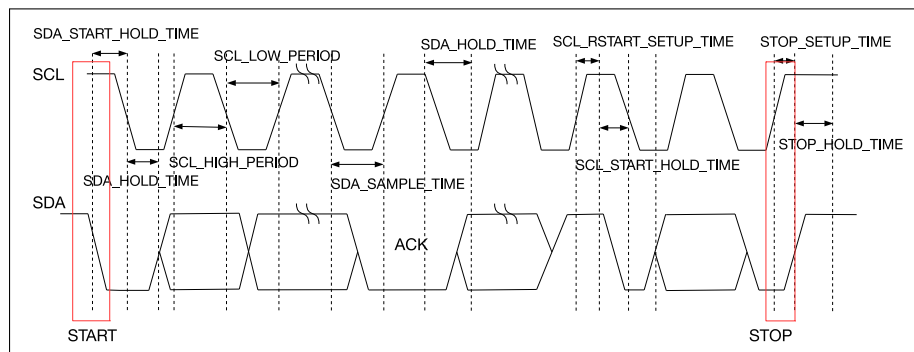 SDA_START_HOLD_TIME
SCL_LOW_PERIOD
SDA_HOLD_TIME
SCL_RSTART_SETUP_TIME
STOP_SETUP_TIME
SCL
SCL_HIGH_PERIOD
SDA_HOLD_TIME
SDA_SAMPLE_TIME
SCL_START_HOLD_TIME
STOP_HOLD_TIME
SDA
ACK
START
STOP